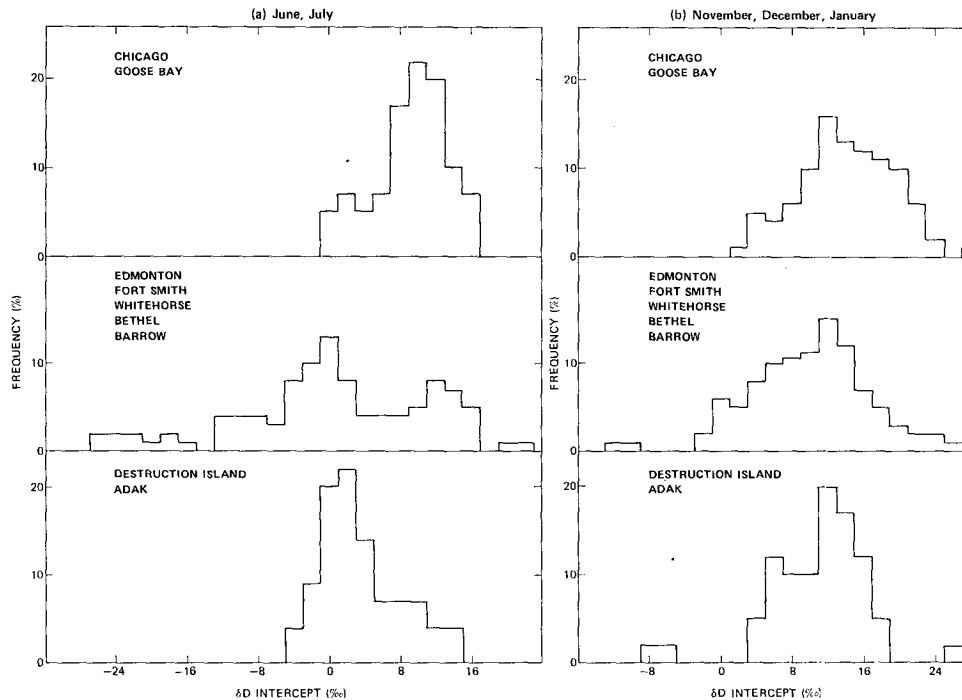 (a) June, July
(b) November, December, January
CHICAGO
GOOSE BAY
CHICAGO
GOOSE BAY
20
10
0
20
10
0
EDMONTON
FORT SMITH
WHITEHORSE
BETHEL
BARROW
EDMONTON
FORT SMITH
WHITEHORSE
BETHEL
BARROW
FREQUENCY (%)
FREQUENCY (%)
10
0
10
0
DESTRUCTION ISLAND
ADAK
DESTRUCTION ISLAND
ADAK
20
10
0
20
10
0
-24 -16 -8 0 8 16
-8 0 8 16 24
δD INTERCEPT (‰)
δD INTERCEPT (‰)